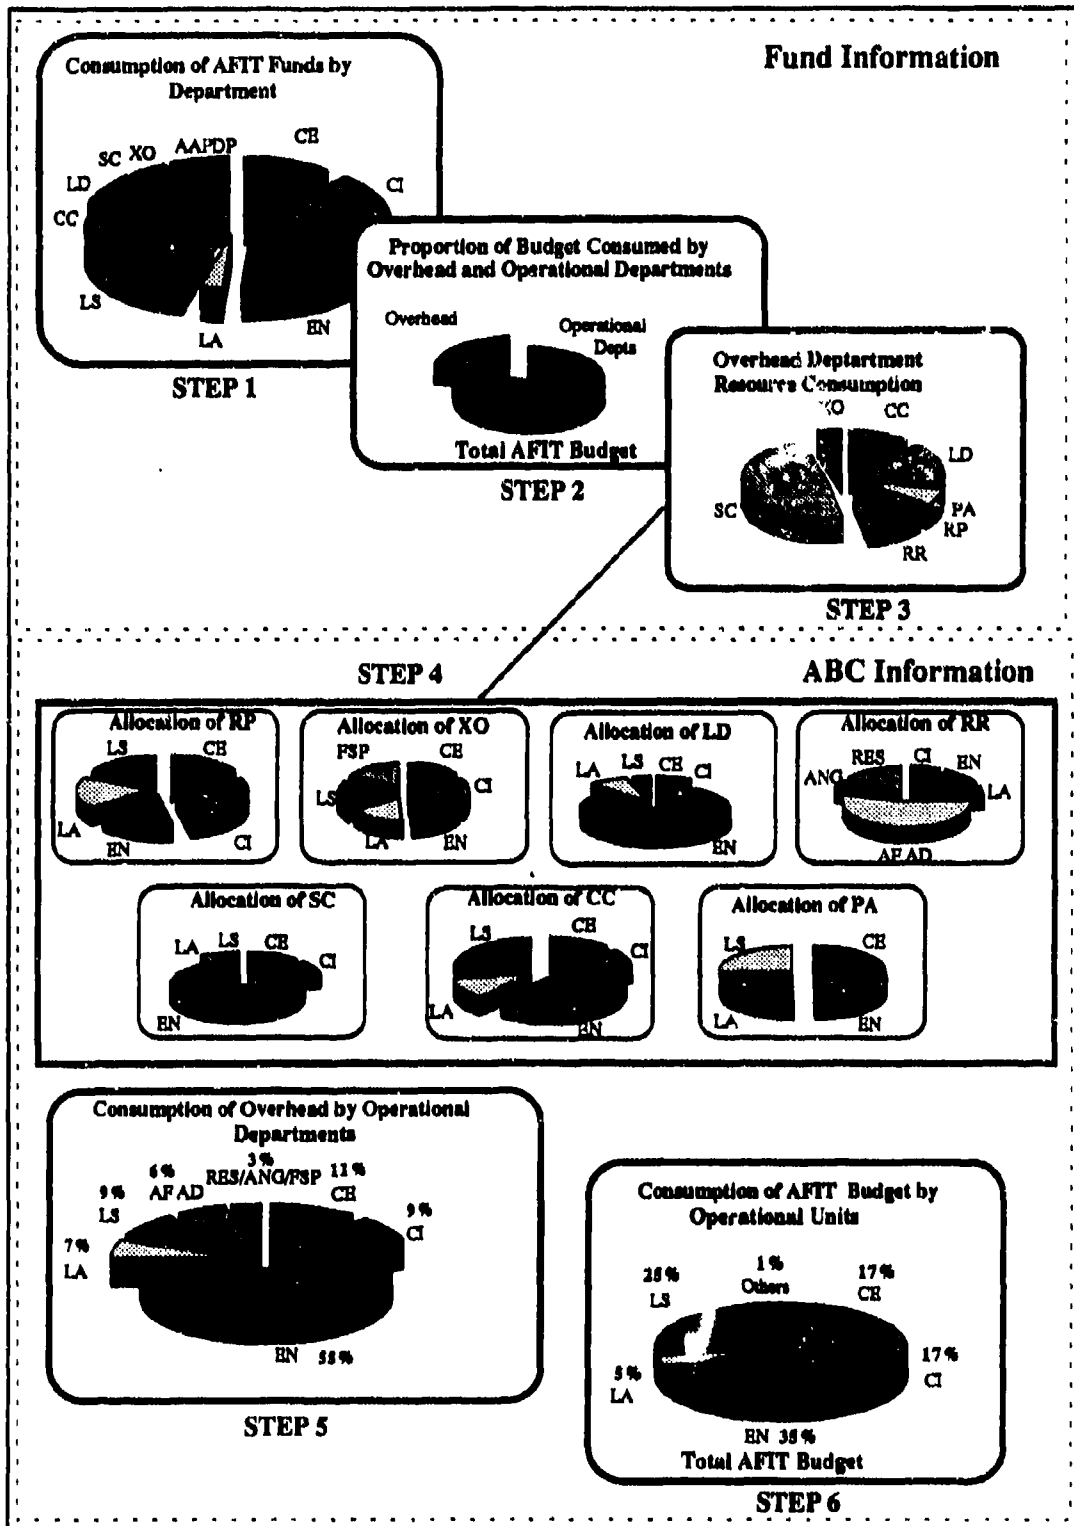 Fund Information
Consumption of AFIT Funds by
Department
SC XO AAPDP CE
LD CI
CC
LS
LA EN
STEP 1
Proportion of Budget Consumed by
Overhead and Operational Departments
Overhead Operational
Depts
Total AFIT Budget
STEP 2
Overhead Deptartment
Resource Consumption
XO CC
LD
SC PA
RP
RR
STEP 3
STEP 4
ABC Information
Allocation of RP
LS CE
LA CI
EN
Allocation of XO
FSP CE
CI
LS
LA EN
Allocation of LD
LA LS CE CI
EN
Allocation of RR
RES CI EN
ANG LA
AF AD
Allocation of SC
LA LS CE
CI
EN
Allocation of CC
LS CE
CI
LA
EN
Allocation of PA
LS CE
LA EN
Consumption of Overhead by Operational
Departments
3%
6% RES/ANG/FSP 11%
9% AF AD CE 9%
LS CI
7%
LA
EN 55%
STEP 5
Consumption of AFIT Budget by
Operational Units
25% 1% 17%
LS Others CE
5% 17%
LA CI
EN 35%
Total AFIT Budget
STEP 6